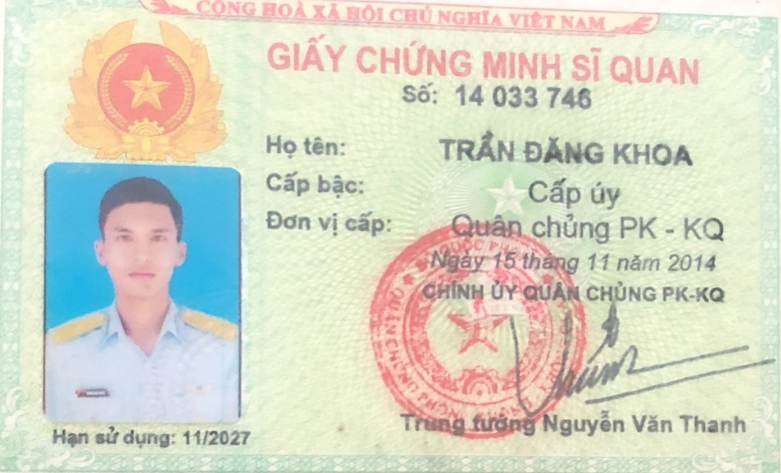 CỘNG HOÀ XÃ HỘI CHỦ NGHĨA VIỆT NAM
GIẤY CHỨNG MINH SĨ QUAN
Số: 14 033 746
Họ tên: TRẦN ĐĂNG KHOA
Cấp bậc: Cấp úy
Đơn vị cấp: Quân chủng PK - KQ
Ngày 15 tháng 11 năm 2014
CHÍNH ỦY QUÂN CHỦNG PK-KQ
Trung tướng Nguyễn Văn Thanh
Hạn sử dụng: 11/2027